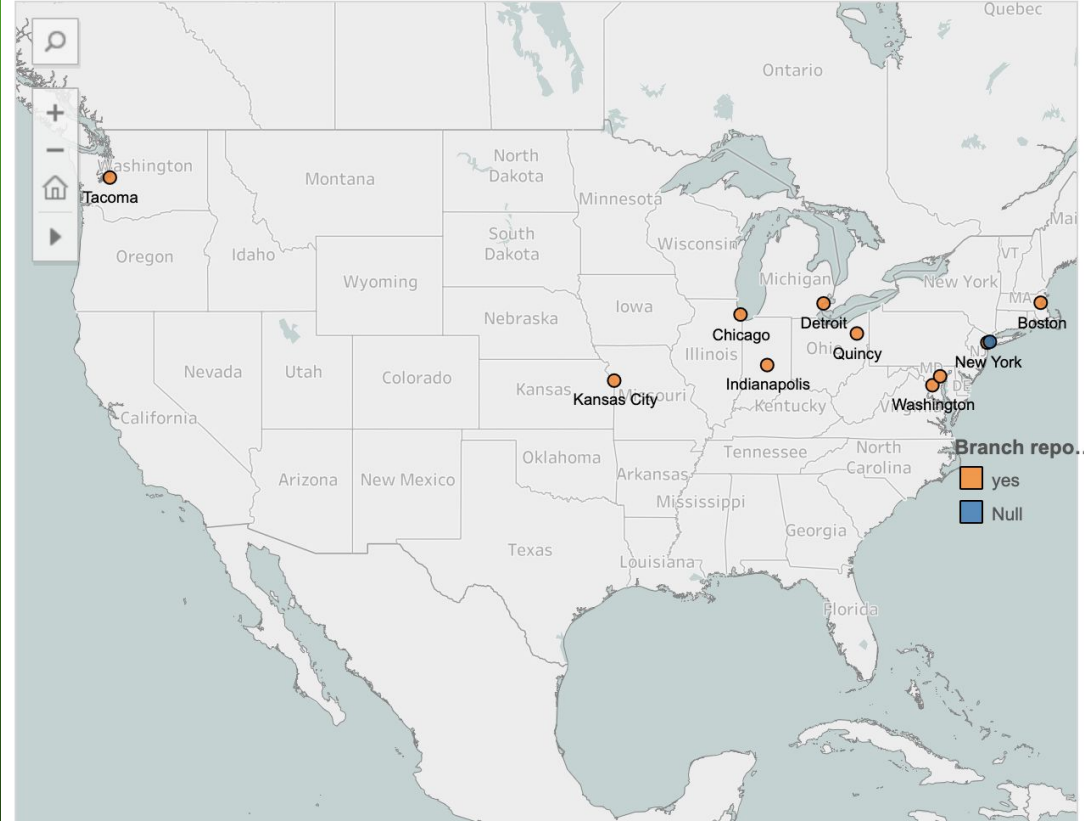 Quebec
Ontario
Washington
Tacoma
Montana
North
Dakota
Minnesota
Mai
Oregon
Idaho
South
Dakota
Wisconsin
VT
Wyoming
Michigan
New York
MA
Iowa
Nebraska
Chicago
Detroit
Boston
Illinois
Ohio
Quincy
N
New York
Nevada
Utah
Colorado
Kansas
Kansas City
Missouri
Indianapolis
MD
DE
California
Kentucky
Virginia
Washington
Oklahoma
Tennessee
North
Carolina
Branch repo...
Arizona
New Mexico
Arkansas
yes
Mississippi
Null
Georgia
Texas
Louisiana
Florida